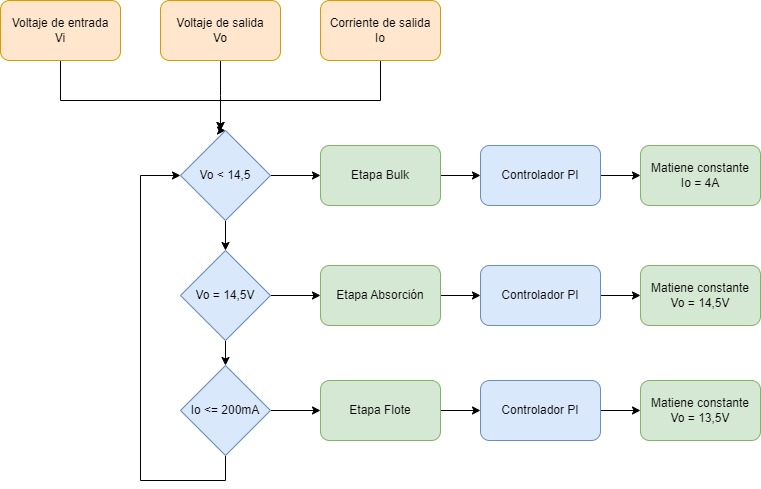 Voltaje de entrada
Vi
Voltaje de salida
Vo
Corriente de salida
Io
Vo < 14,5
Etapa Bulk
Controlador PI
Matiene constante
Io = 4A
Vo = 14,5V
Etapa Absorción
Controlador PI
Matiene constante
Vo = 14,5V
Io <= 200mA
Etapa Flote
Controlador PI
Matiene constante
Vo = 13,5V